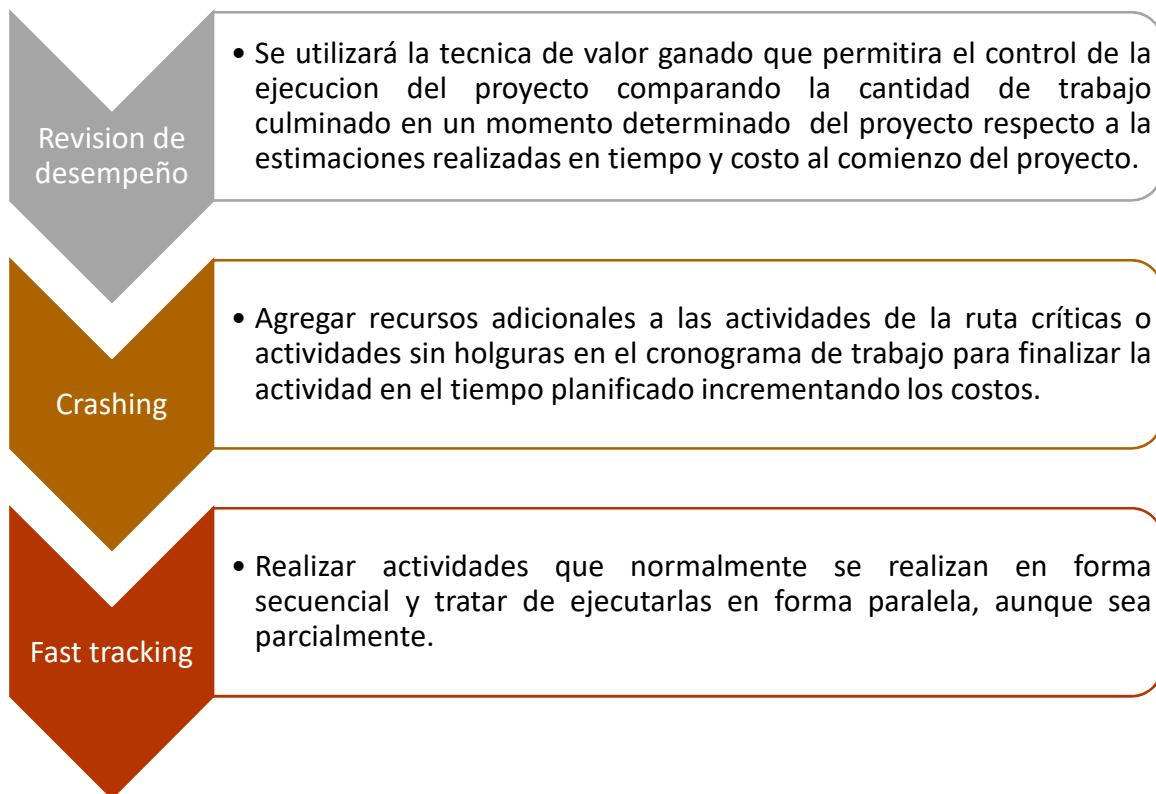 Revision de
desempeño
• Se utilizará la tecnica de valor ganado que permitira el control de la
ejecucion del proyecto comparando la cantidad de trabajo
culminado en un momento determinado del proyecto respecto a la
estimaciones realizadas en tiempo y costo al comienzo del proyecto.
Crashing
• Agregar recursos adicionales a las actividades de la ruta críticas o
actividades sin holguras en el cronograma de trabajo para finalizar la
actividad en el tiempo planificado incrementando los costos.
Fast tracking
• Realizar actividades que normalmente se realizan en forma
secuencial y tratar de ejecutarlas en forma paralela, aunque sea
parcialmente.